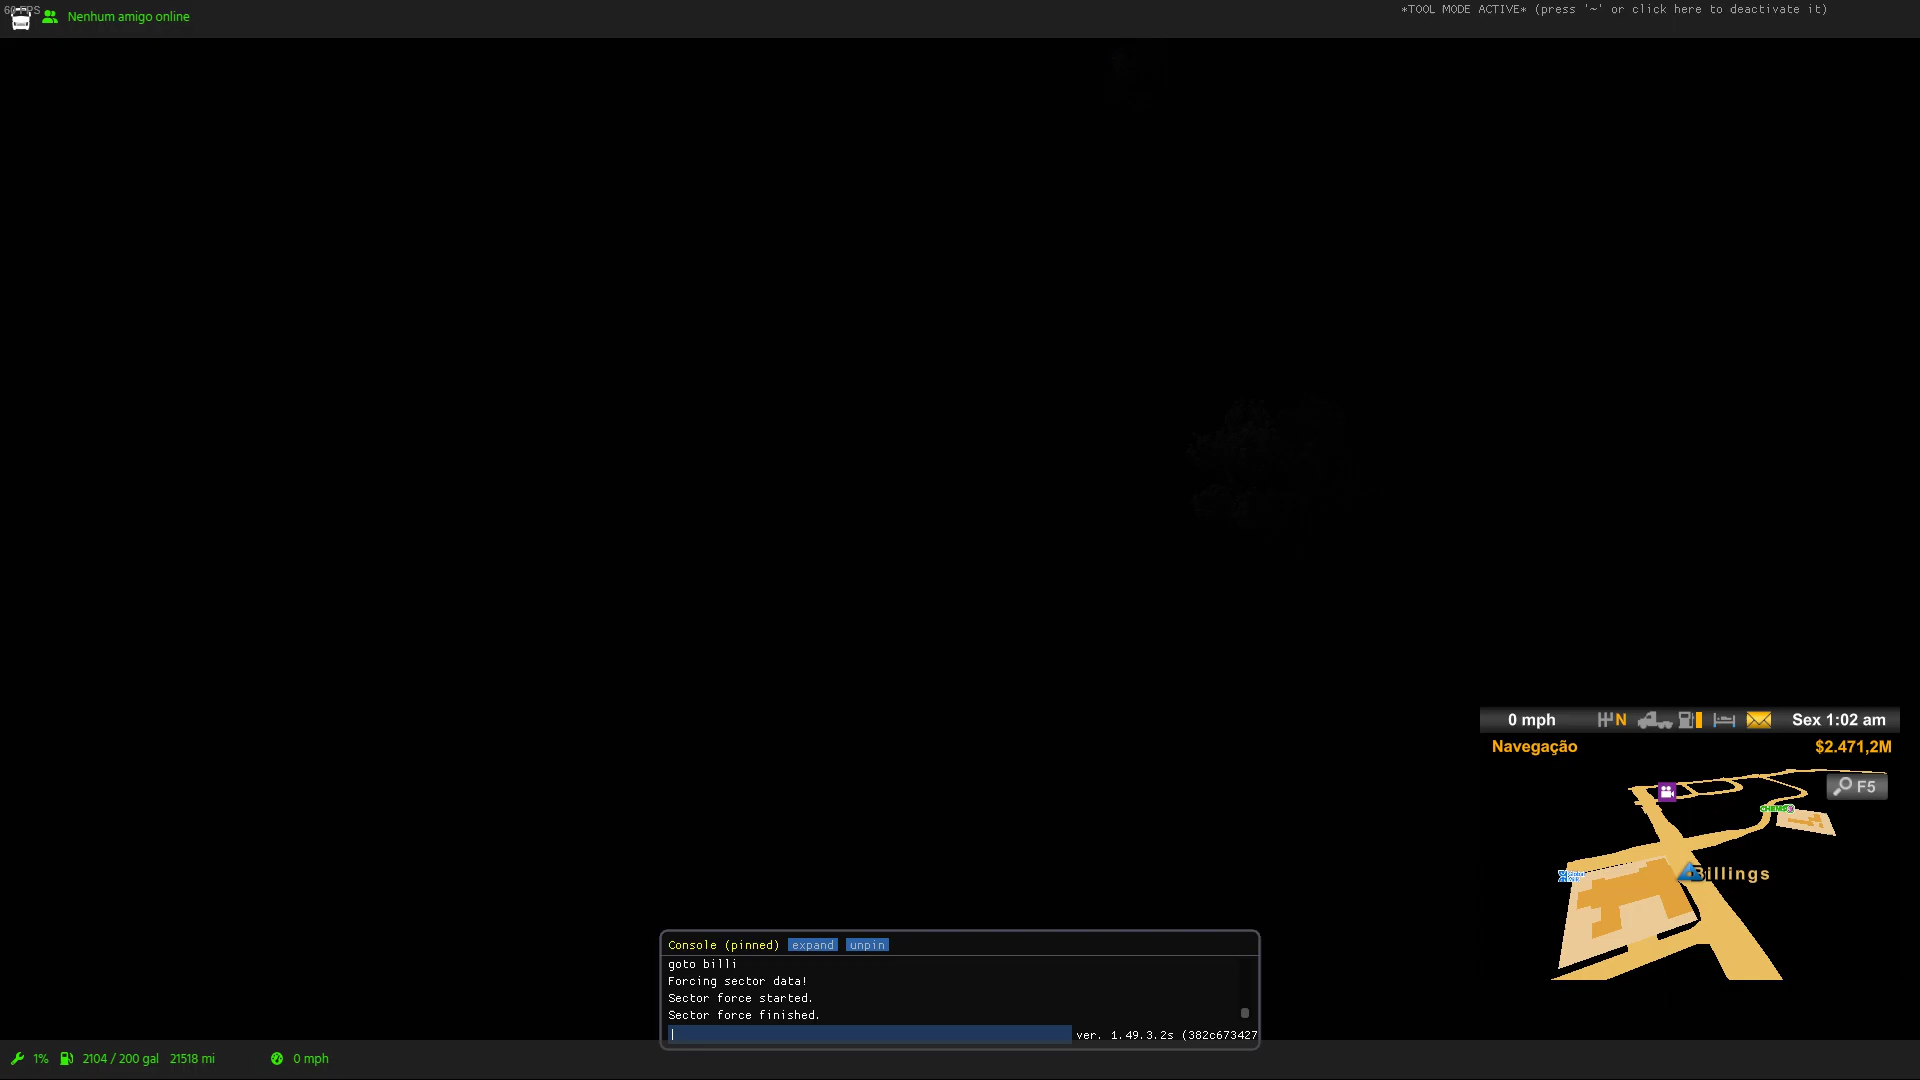 60 FPS
Nenhum amigo online
*TOOL MODE ACTIVE* (press '~' or click here to deactivate it)
0 mph
N
Sex 1:02 am
Navegação
$2.471,2M
F5
Billings
Console (pinned) expand unpin
goto billi
Forcing sector data!
Sector force started.
Sector force finished.
ver. 1.49.3.2s (382c673427
1% 2104 / 200 gal 21518 mi 0 mph